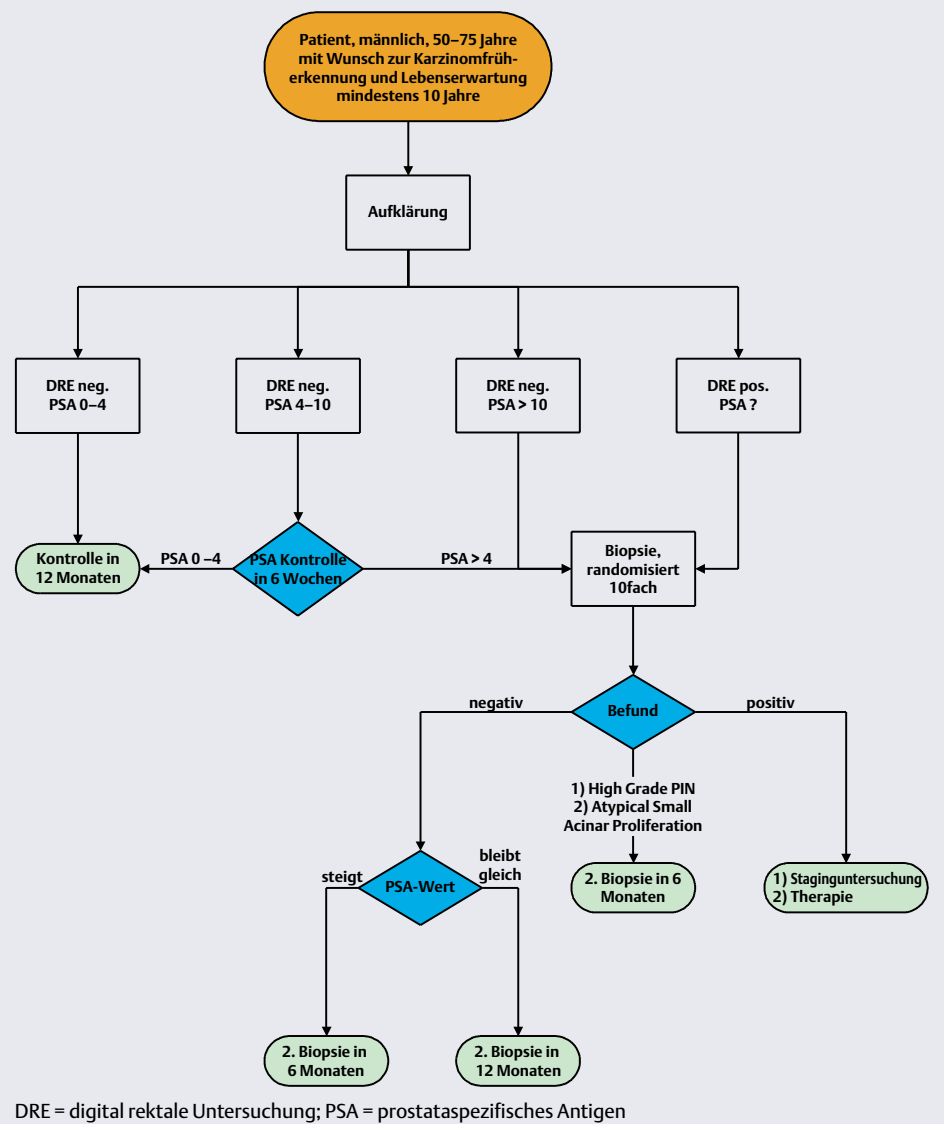 Patient, männlich, 50–75 Jahre
mit Wunsch zur Karzinomfrüh-
erkennung und Lebenserwartung
mindestens 10 Jahre
Aufklärung
DRE neg.
PSA 0–4
DRE neg.
PSA 4–10
DRE neg.
PSA > 10
DRE pos.
PSA ?
Kontrolle in
12 Monaten
PSA 0 –4
PSA Kontrolle
in 6 Wochen
PSA > 4
Biopsie,
randomisiert
10fach
negativ
Befund
positiv
1) High Grade PIN
2) Atypical Small
Acinar Proliferation
steigt
PSA-Wert
bleibt
gleich
2. Biopsie in 6
Monaten
1) Staginguntersuchung
2) Therapie
2. Biopsie in
6 Monaten
2. Biopsie in
12 Monaten
DRE = digital rektale Untersuchung; PSA = prostataspezifisches Antigen